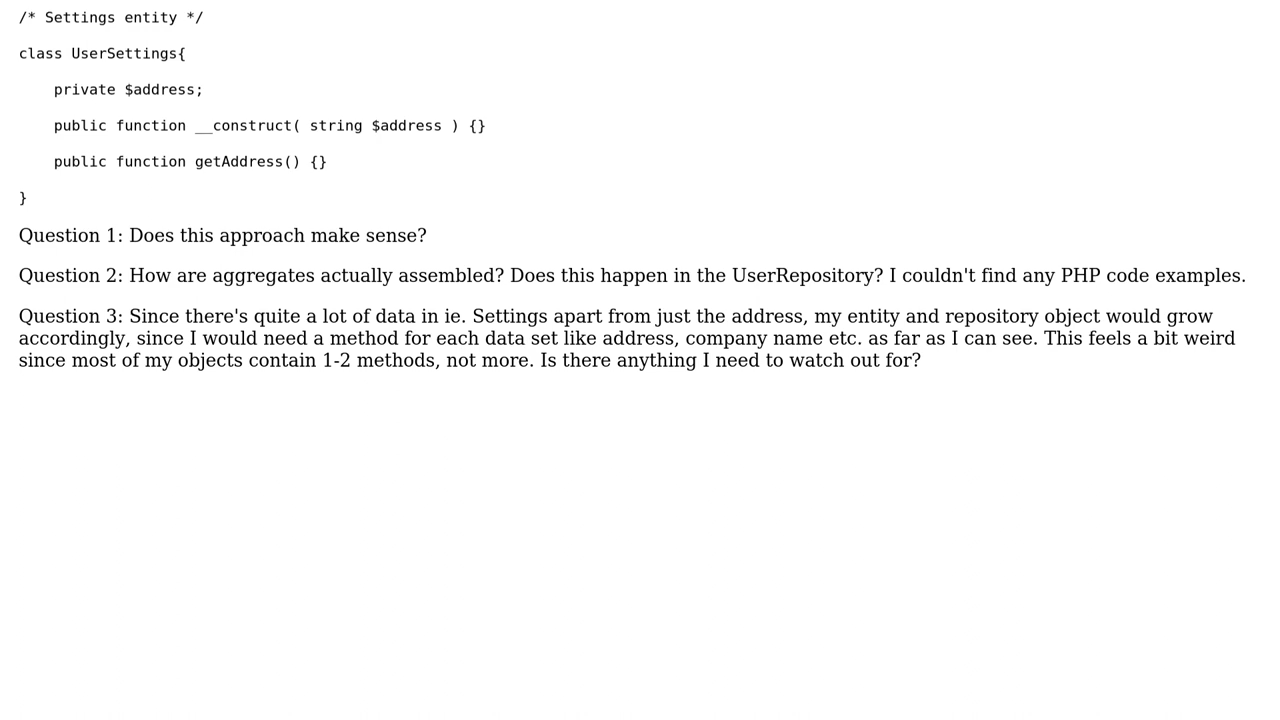 /* Settings entity */
class UserSettings{
    private $address;
    public function __construct( string $address ) {}
    public function getAddress() {}
}
Question 1: Does this approach make sense?
Question 2: How are aggregates actually assembled? Does this happen in the UserRepository? I couldn't find any PHP code examples.
Question 3: Since there's quite a lot of data in ie. Settings apart from just the address, my entity and repository object would grow
accordingly, since I would need a method for each data set like address, company name etc. as far as I can see. This feels a bit weird
since most of my objects contain 1-2 methods, not more. Is there anything I need to watch out for?